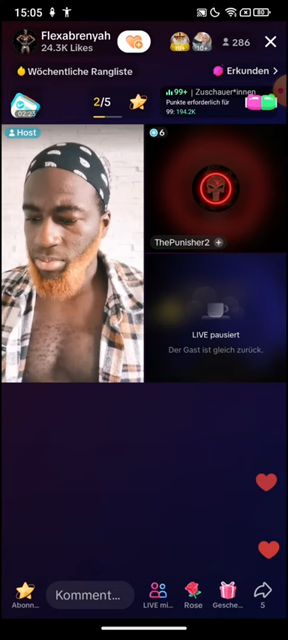 15:05
80
Flexabrenyah
24.3K Likes
286
Wöchentliche Rangliste
Erkunden
02:23
2/5
99+ | Zuschauer*innen
Punkte erforderlich für
99: 194.2K
Host
6
ThePunisher2
LIVE pausiert
Der Gast ist gleich zurück.
Abonn...
Komment...
LIVE mi...
Rose
Gesche...
5